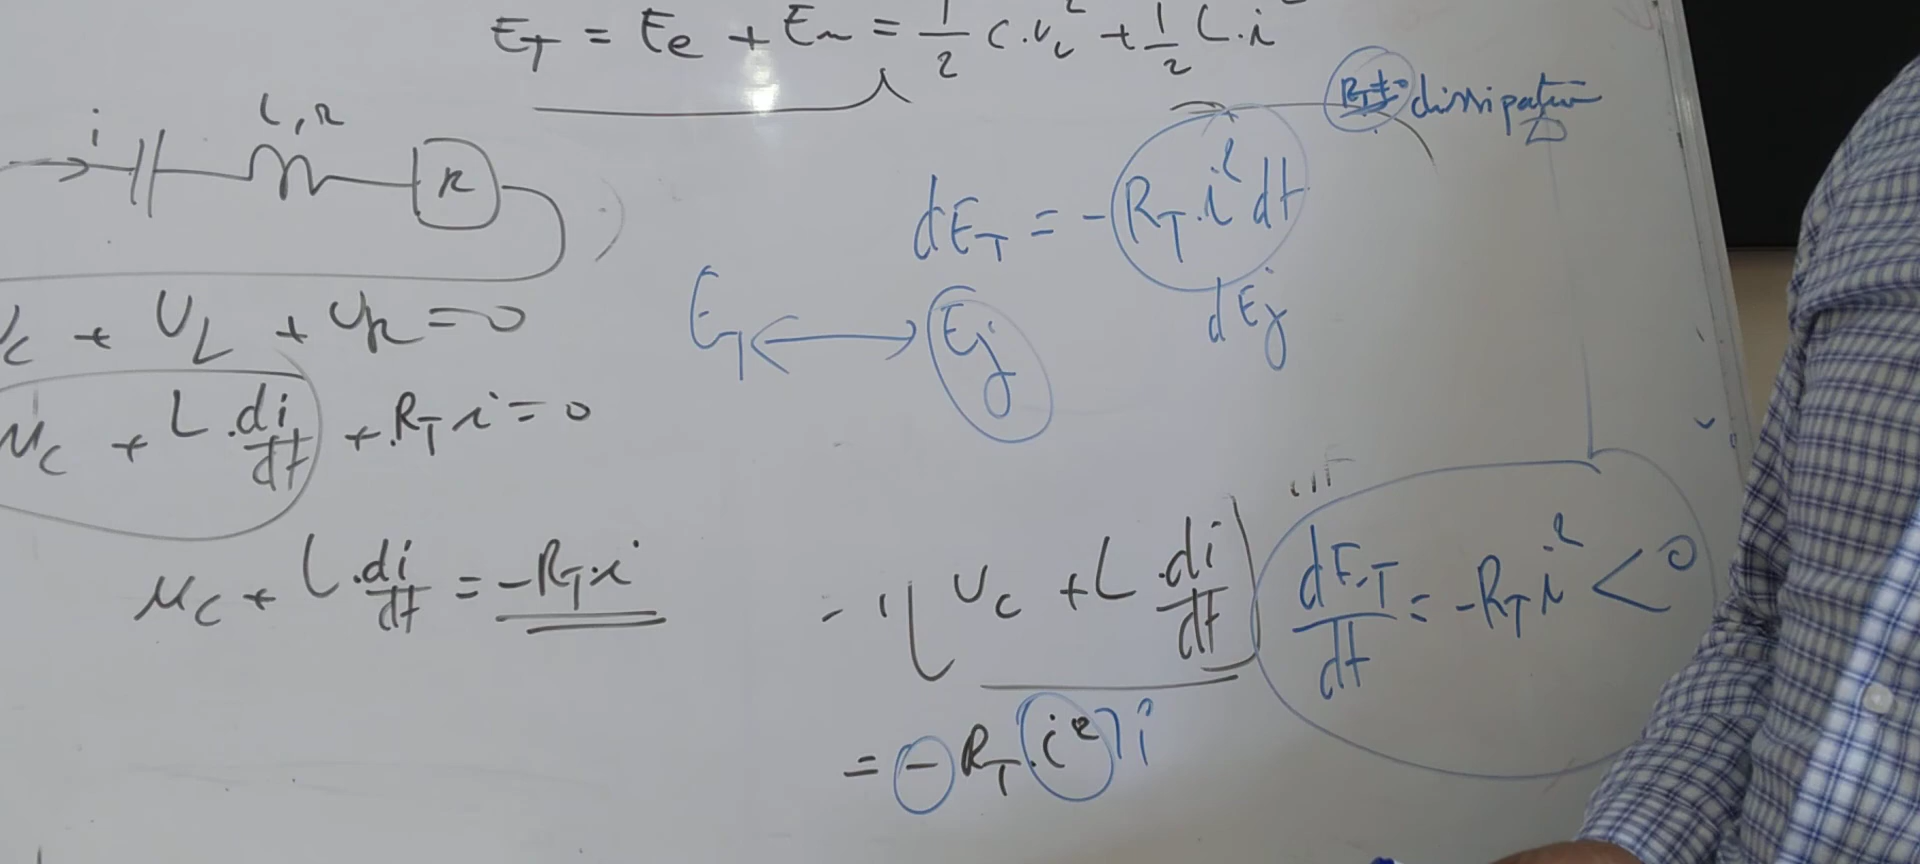 E_T = E_e + E_m = 1/2 c.u_c² + 1/2 L.i²
R_T ≠ 0 dissipation
i
L, r
R
dE_T = -R_T.i² dt
dE_j
E_T ↔ E_j
U_c + U_L + U_R = 0
u_c + L.di/dt + R_T i = 0
u_c + L.di/dt = -R_T.i
= i[u_c + L.di/dt]
dE_T/dt = -R_T i² < 0
= -R_T.i² ) i